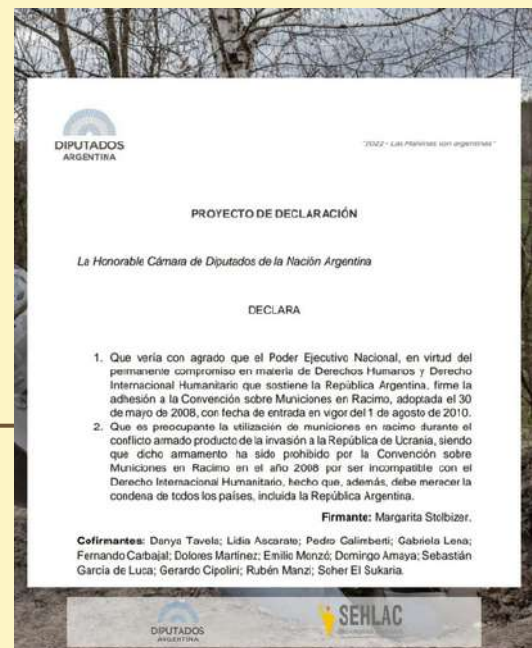 DIPUTADOS
ARGENTINA
"2022 - Las Malvinas son argentinas"
PROYECTO DE DECLARACIÓN
La Honorable Cámara de Diputados de la Nación Argentina
DECLARA
1. Que vería con agrado que el Poder Ejecutivo Nacional, en virtud del
permanente compromiso en materia de Derechos Humanos y Derecho
Internacional Humanitario que sostiene la República Argentina, firme la
adhesión a la Convención sobre Municiones en Racimo, adoptada el 30
de mayo de 2008, con fecha de entrada en vigor del 1 de agosto de 2010.
2. Que es preocupante la utilización de municiones en racimo durante el
conflicto armado producto de la invasión a la República de Ucrania, siendo
que dicho armamento ha sido prohibido por la Convención sobre
Municiones en Racimo en el año 2008 por ser incompatible con el
Derecho Internacional Humanitario, hecho que, además, debe merecer la
condena de todos los países, incluida la República Argentina.
Firmante: Margarita Stolbizer.
Cofirmantes: Danya Tavela; Lidia Ascarate; Pedro Galimberti; Gabriela Lena;
Fernando Carbajal; Dolores Martínez; Emilio Monzó; Domingo Amaya; Sebastián
García de Luca; Gerardo Cipolini; Rubén Manzi; Soher El Sukaria.
DIPUTADOS
ARGENTINA
SEHLAC